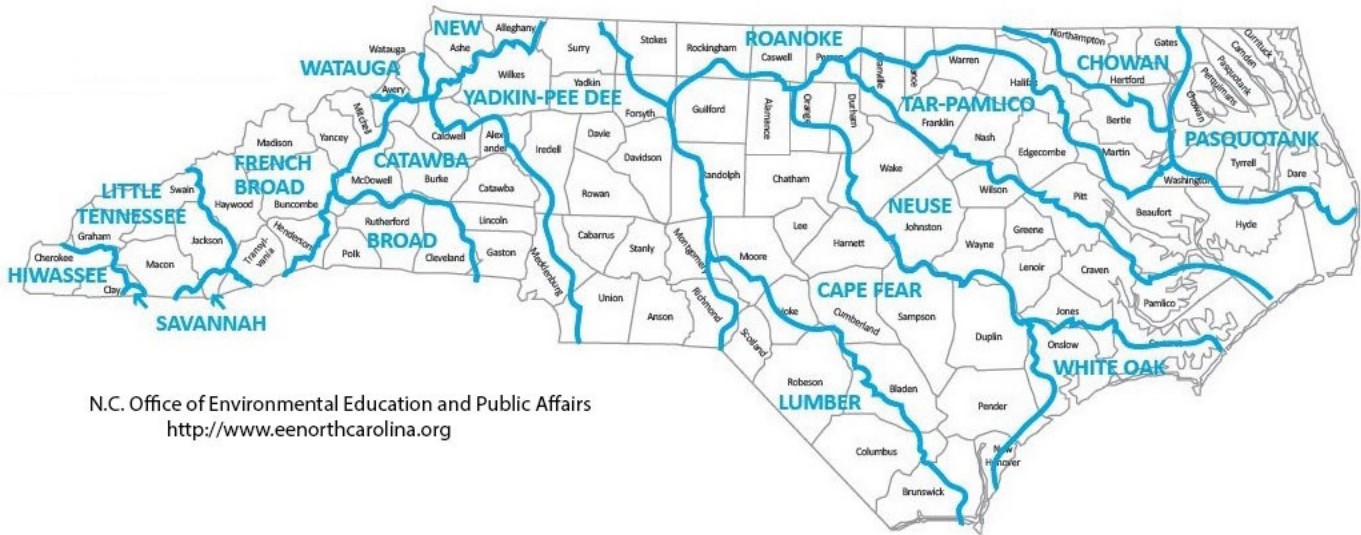 NEW
Alleghany
Ashe
Watauga
WATAUGA
Avery
Wilkes
Surry
Stokes
Rockingham
ROANOKE
Caswell
Warren
Northampton
Gates
Currituck
Camden
Pasquotank
Perquimans
CHOWAN
Hertford
Halifax
Chowan
Bertie
Yadkin
YADKIN-PEE DEE
Forsyth
Guilford
Alamance
Orange
Durham
Granville
TAR-PAMLICO
Franklin
Nash
Mitchell
Yancey
Madison
Caldwell
Alex
ander
Iredell
Davie
Davidson
Randolph
Chatham
Wake
Edgecombe
Martin
PASQUOTANK
Tyrrell
Washington
Dare
FRENCH
BROAD
CATAWBA
McDowell
Burke
Catawba
Rowan
Wilson
Pitt
Beaufort
Hyde
LITTLE
TENNESSEE
Swain
Haywood
Buncombe
Rutherford
Lincoln
Lee
NEUSE
Johnston
Greene
Graham
Jackson
Transyl-
vania
Henderson
Polk
BROAD
Cleveland
Gaston
Mecklenburg
Cabarrus
Stanly
Montgomery
Moore
Harnett
Wayne
Lenoir
Craven
Pamlico
Cherokee
HIWASSEE
Clay
Macon
SAVANNAH
Union
Anson
Richmond
Scotland
CAPE FEAR
Cumberland
Sampson
Duplin
Jones
Onslow
WHITE OAK
Robeson
LUMBER
Bladen
Pender
Columbus
New
Hanover
Brunswick
N.C. Office of Environmental Education and Public Affairs
http://www.eenorthcarolina.org